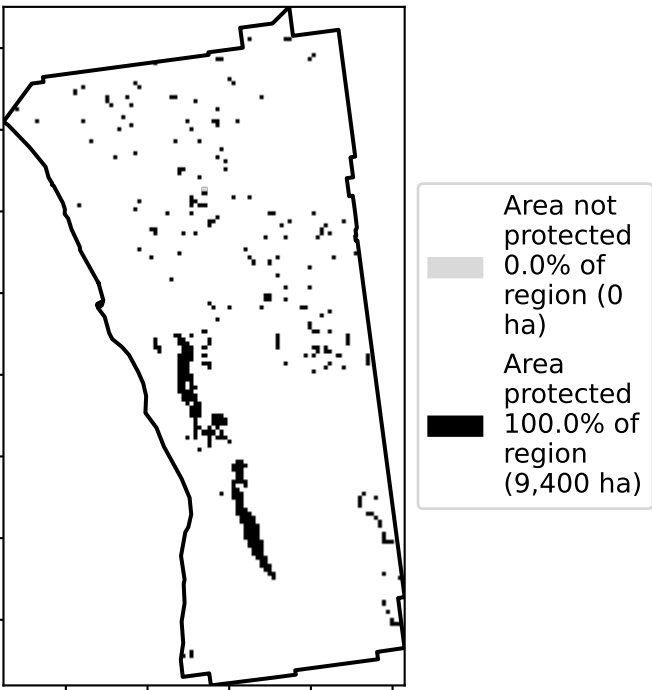 Area not
protected
0.0% of
region (0
ha)
Area
protected
100.0% of
region
(9,400 ha)